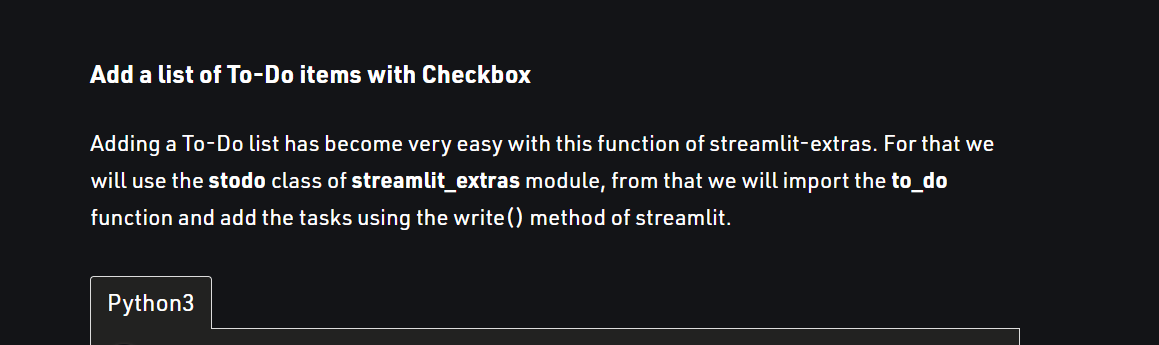 Add a list of To-Do items with Checkbox
Adding a To-Do list has become very easy with this function of streamlit-extras. For that we
will use the stodo class of streamlit_extras module, from that we will import the to_do
function and add the tasks using the write() method of streamlit.
Python3